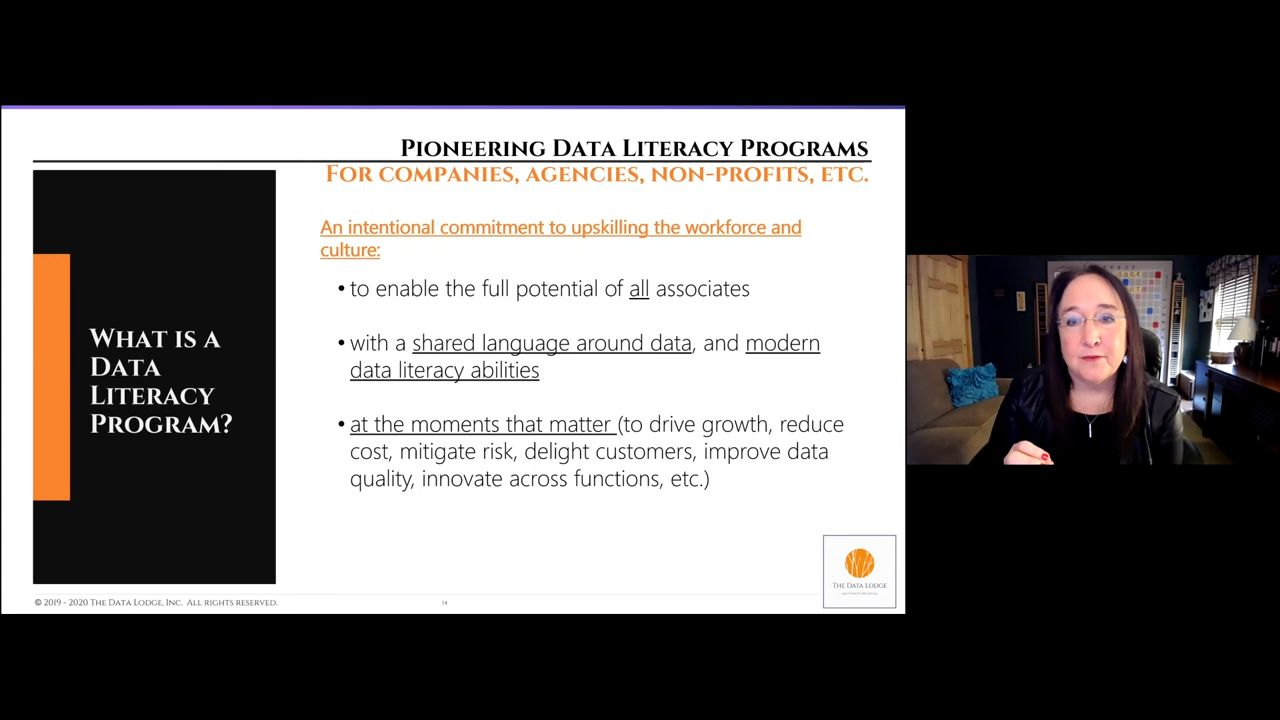 Pioneering Data Literacy Programs
For companies, agencies, non-profits, etc.
What is a
Data
Literacy
Program?
An intentional commitment to upskilling the workforce and
culture:
• to enable the full potential of all associates
• with a shared language around data, and modern
data literacy abilities
• at the moments that matter (to drive growth, reduce
cost, mitigate risk, delight customers, improve data
quality, innovate across functions, etc.)
The Data Lodge
© 2019 - 2020 The Data Lodge, Inc. All rights reserved.
14